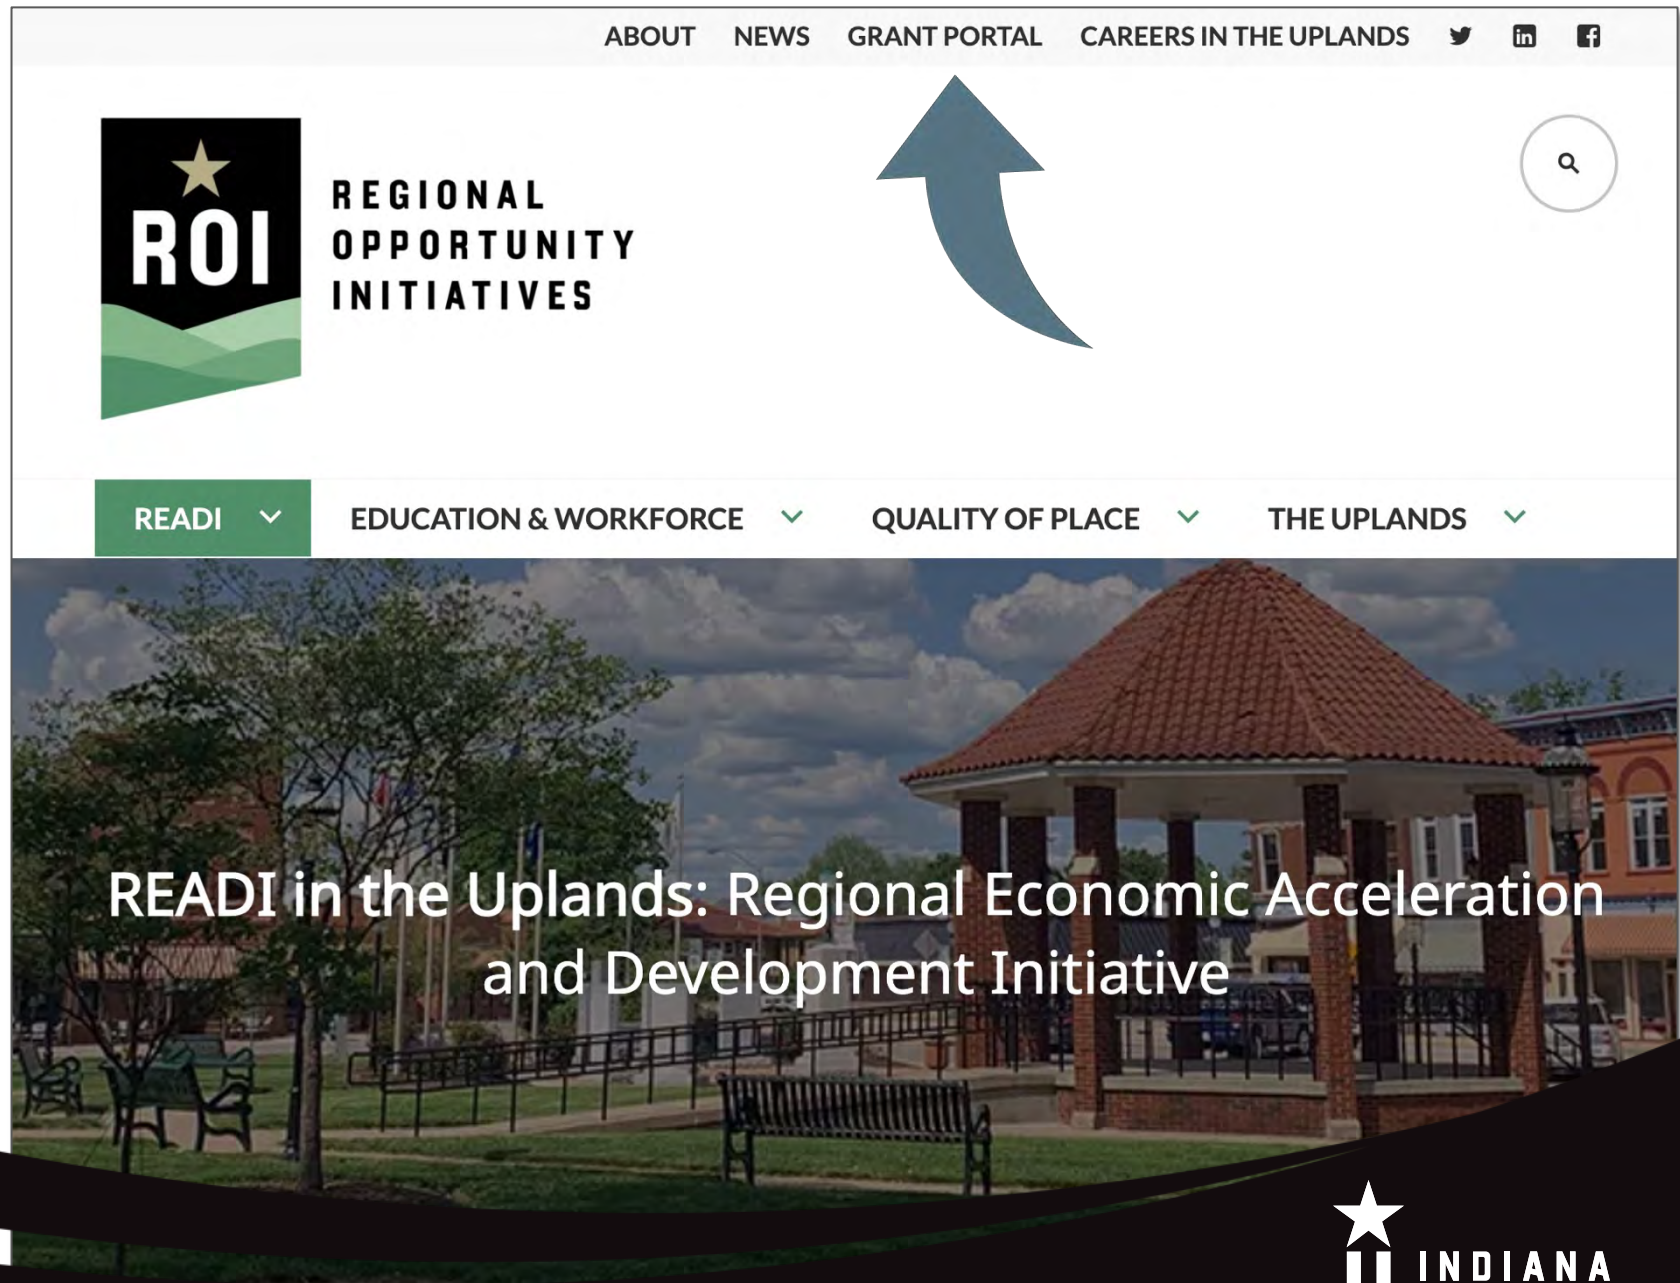 ABOUT NEWS GRANT PORTAL CAREERS IN THE UPLANDS
ROI
REGIONAL
OPPORTUNITY
INITIATIVES
READI EDUCATION & WORKFORCE QUALITY OF PLACE THE UPLANDS
READI in the Uplands: Regional Economic Acceleration
and Development Initiative
INDIANA